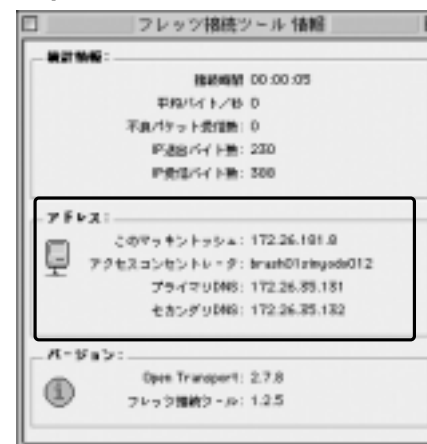 フレッツ接続ツール 情報
統計情報:
接続時間 00:00:05
平均バイト/秒 0
不良パケット受信数: 0
IP送出バイト数: 230
IP受信バイト数: 388
アドレス:
このマッキントッシュ: 172.26.181.8
アクセスコンセントレータ:
プライマリDNS: 172.26.35.131
セカンダリDNS: 172.26.35.132
バージョン:
Open Transport: 2.7.8
フレッツ接続ツール: 1.2.5